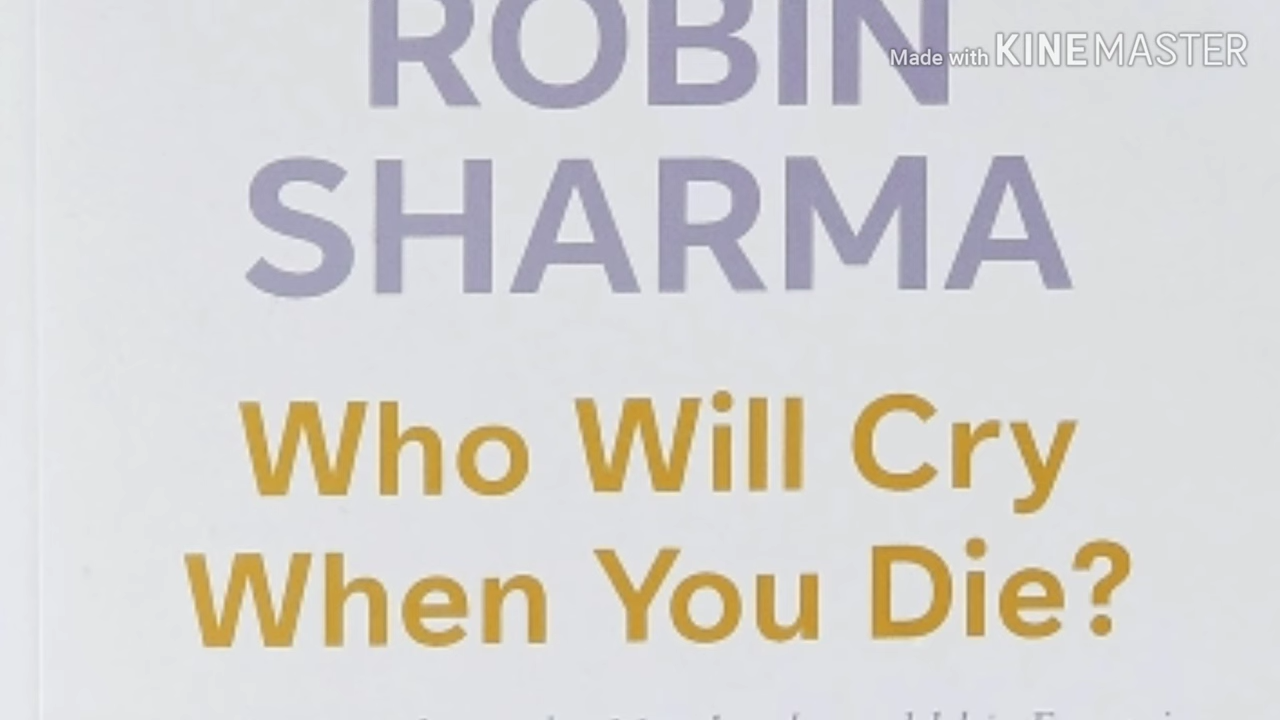 ROBIN
Made with KINEMASTER
SHARMA
Who Will Cry
When You Die?